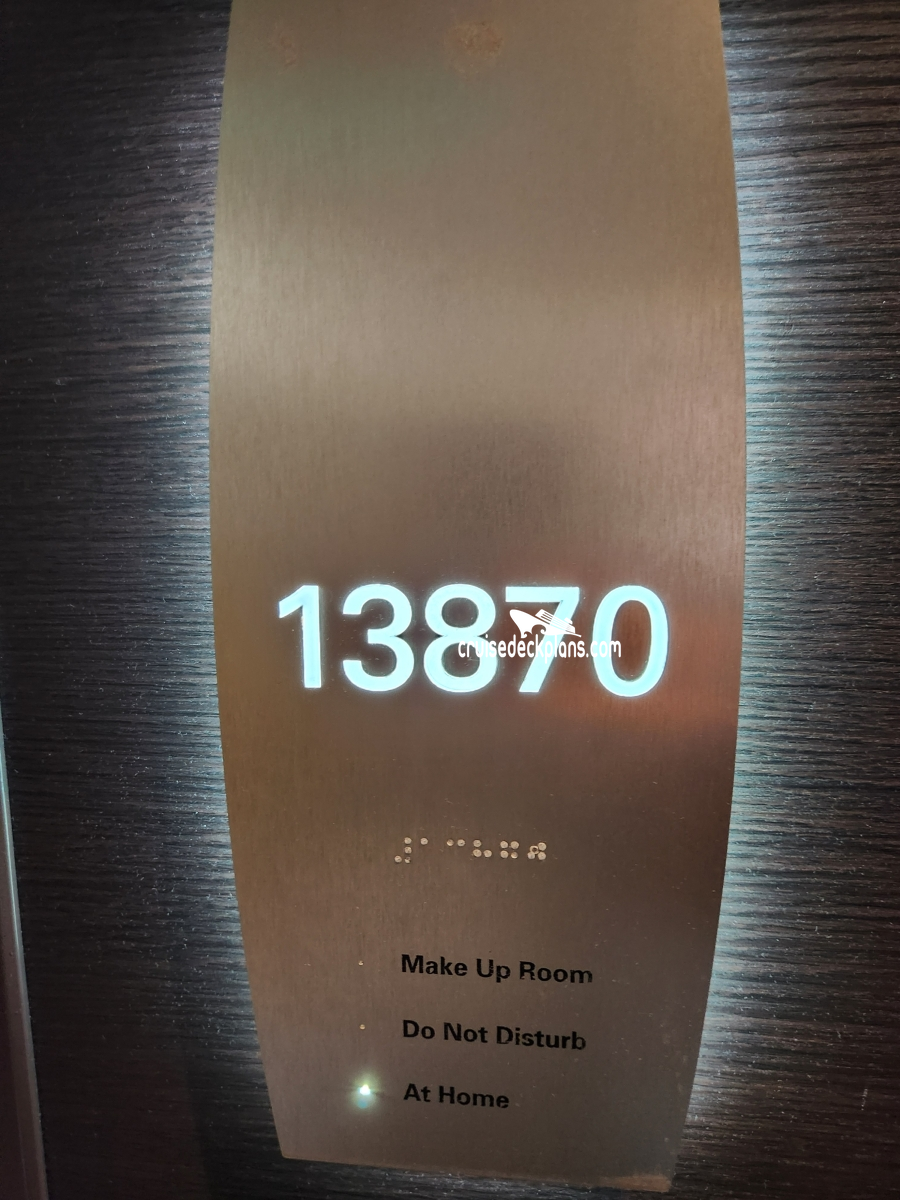 13870
cruisedeckplans.com
Make Up Room
Do Not Disturb
At Home